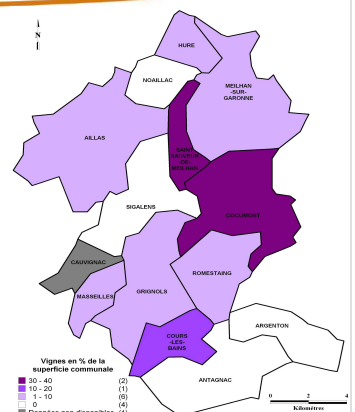 N
HURE
NOAILLAC
MEILHAN
-SUR-
GARONNE
AILLAS
SAINT
SAUVEUR
-DE-
MEILHAN
SIGALENS
COCUMONT
CAUVIGNAC
ROMESTAING
MASSEILLES
GRIGNOLS
ARGENTON
COURS
-LES-
BAINS
ANTAGNAC
Vignes en % de la
superficie communale
30 - 40 (2)
10 - 20 (1)
1 - 10 (6)
0 (4)
0 2 4
Kilomètres